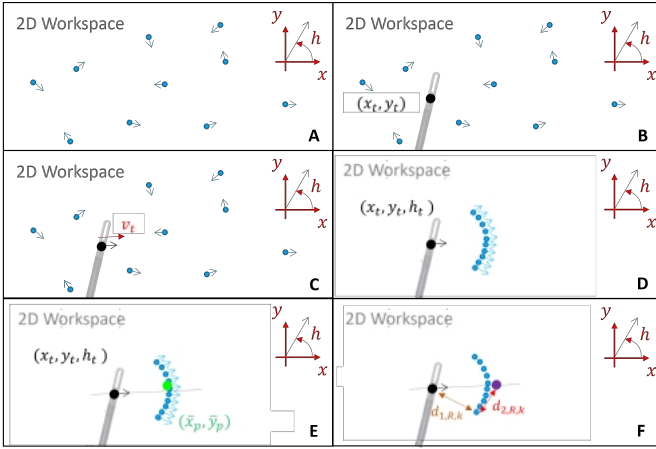 2D Workspace
y
h
x
A
2D Workspace
y
h
x
(x_t, y_t)
B
2D Workspace
y
h
x
v_t
C
2D Workspace
y
h
x
(x_t, y_t, h_t)
D
2D Workspace
y
h
x
(x_t, y_t, h_t)
(x̄_p, ȳ_p)
E
2D Workspace
y
h
x
d_{1,R,k}
d_{2,R,k}
F